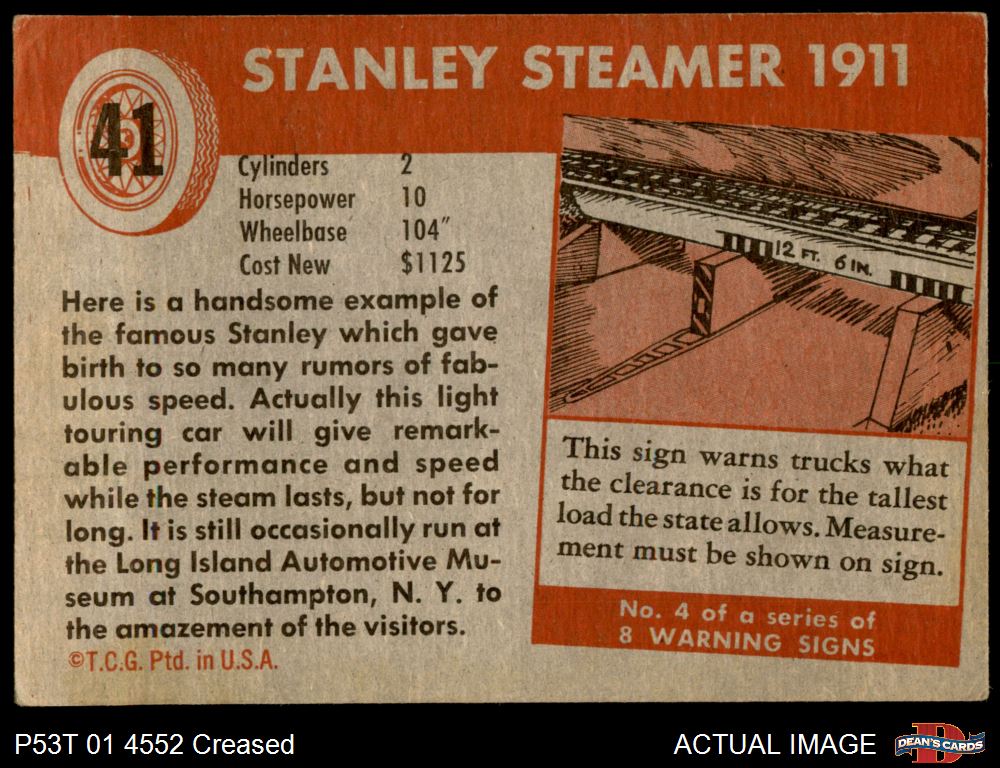 STANLEY STEAMER 1911
41
Cylinders 2
Horsepower 10
Wheelbase 104"
Cost New $1125
Here is a handsome example of
the famous Stanley which gave
birth to so many rumors of fab-
ulous speed. Actually this light
touring car will give remark-
able performance and speed
while the steam lasts, but not for
long. It is still occasionally run at
the Long Island Automotive Mu-
seum at Southampton, N. Y. to
the amazement of the visitors.
©T.C.G. Ptd. in U.S.A.
12 FT. 6 IN.
This sign warns trucks what
the clearance is for the tallest
load the state allows. Measure-
ment must be shown on sign.
No. 4 of a series of
8 WARNING SIGNS
P53T 01 4552 Creased
ACTUAL IMAGE
D
DEAN'S CARDS